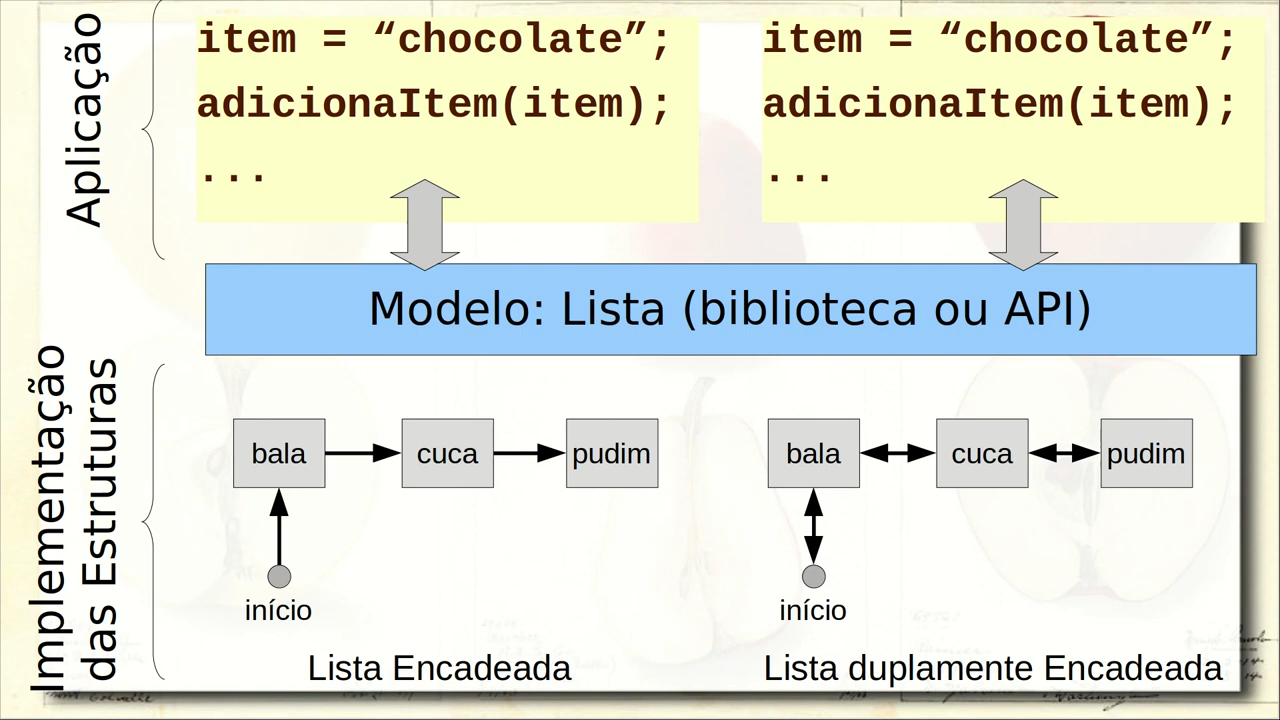 Aplicação
item = “chocolate”;
adicionaItem(item);
...
item = “chocolate”;
adicionaItem(item);
...
Modelo: Lista (biblioteca ou API)
Implementação
das Estruturas
bala
cuca
pudim
início
Lista Encadeada
bala
cuca
pudim
início
Lista duplamente Encadeada